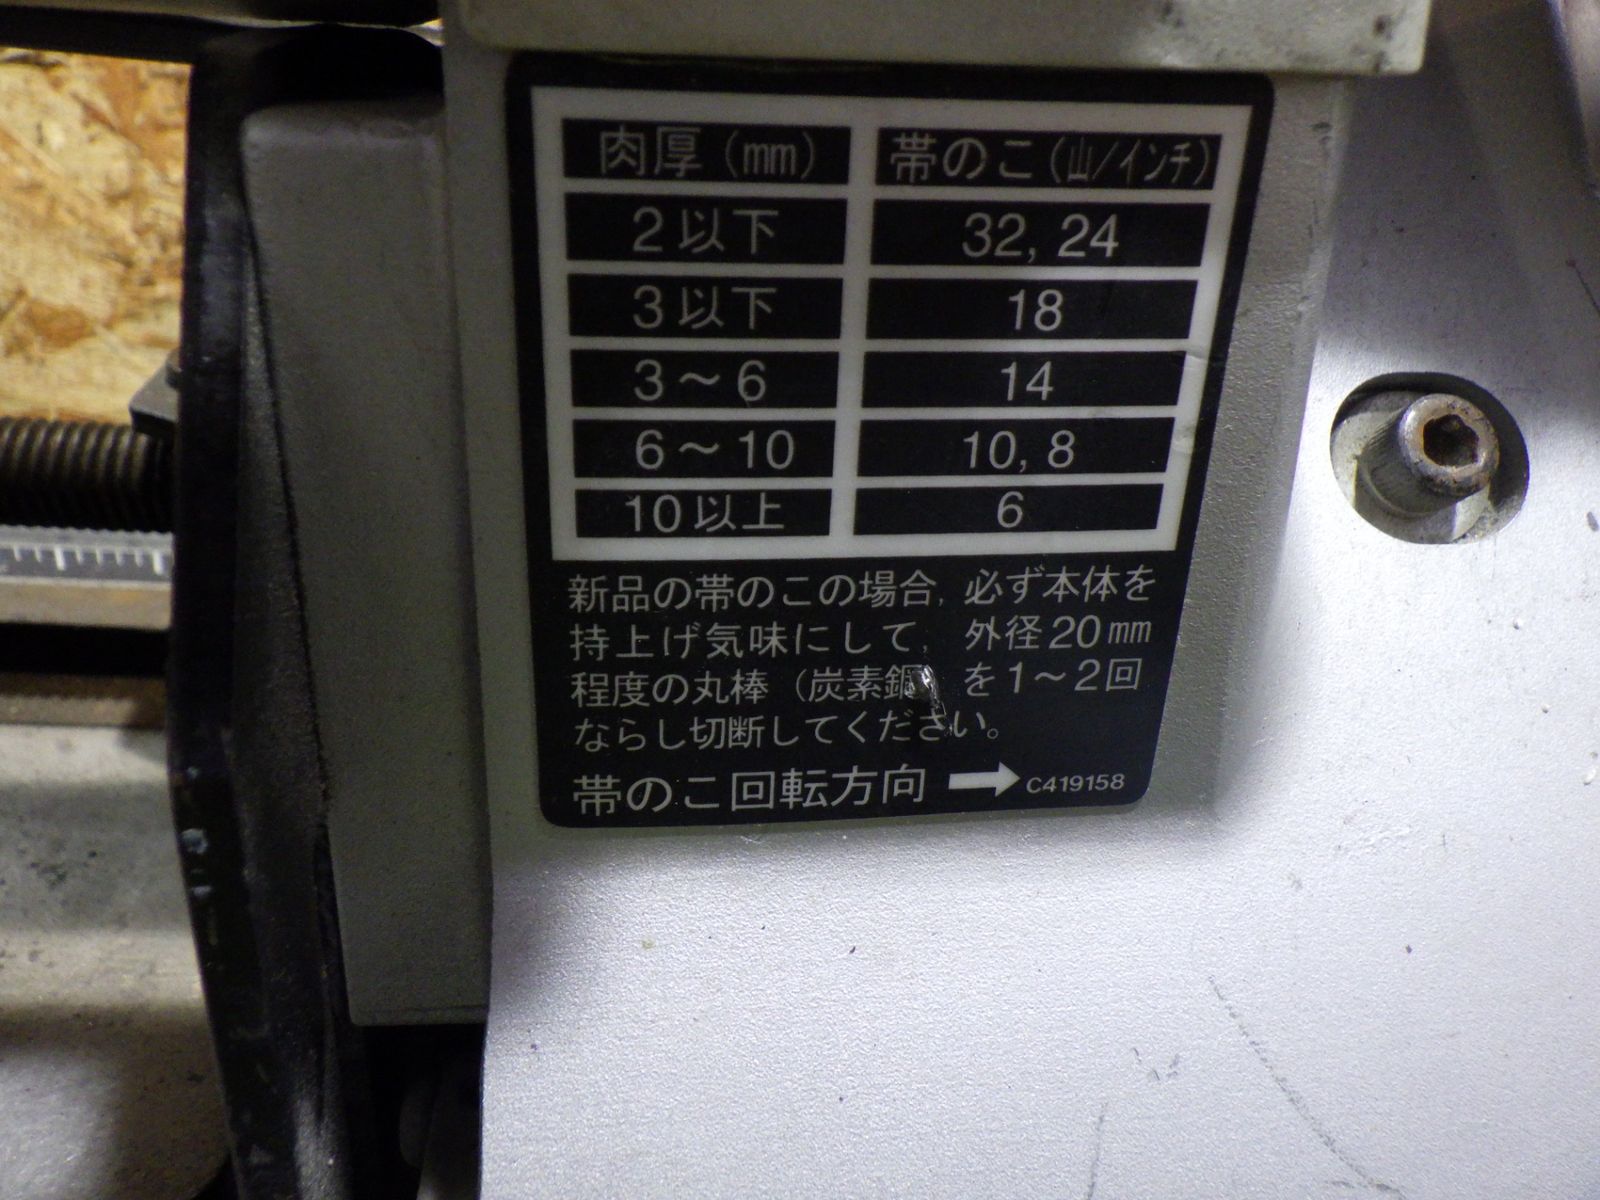 肉厚(mm) 帯のこ(山/インチ)
2以下 32, 24
3以下 18
3〜6 14
6〜10 10, 8
10以上 6
新品の帯のこの場合, 必ず本体を
持上げ気味にして, 外径20mm
程度の丸棒(炭素鋼)を1〜2回
ならし切断してください。
帯のこ回転方向 → C419158